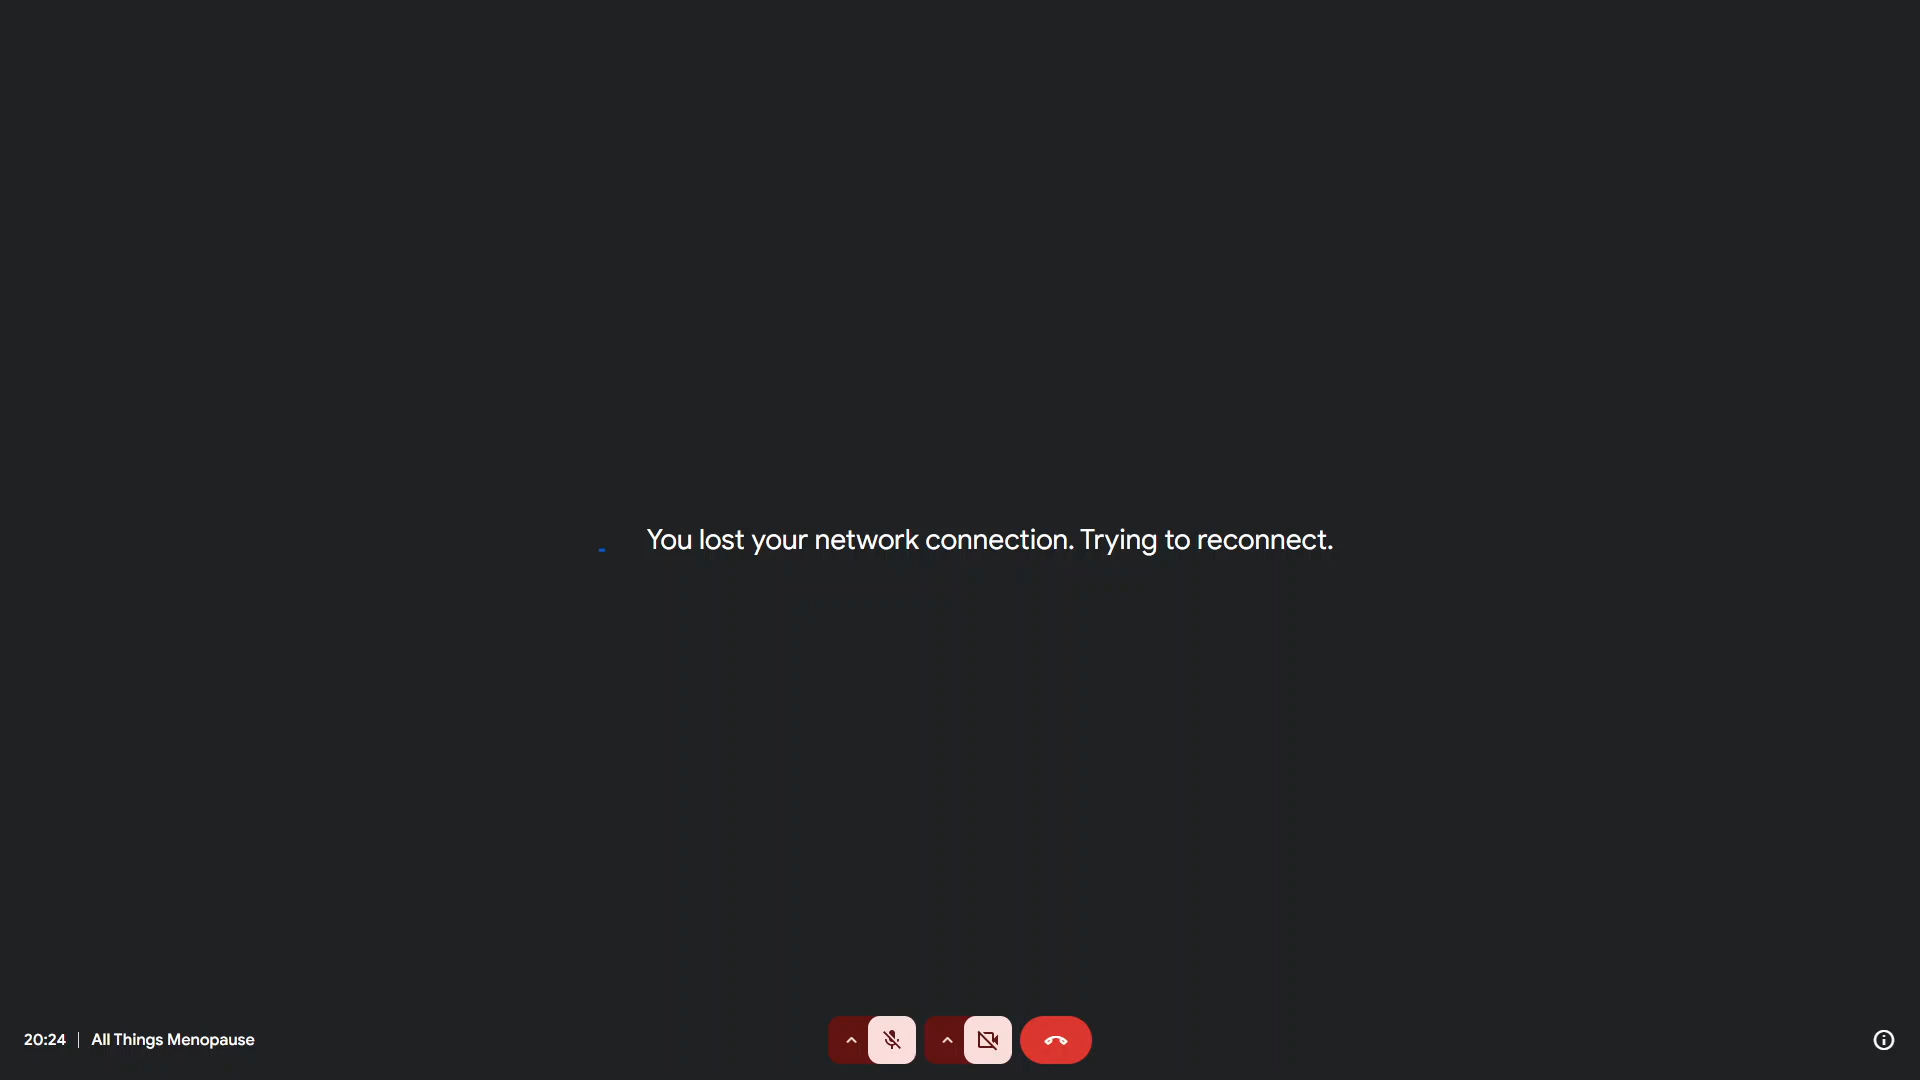 You lost your network connection. Trying to reconnect.
20:24 | All Things Menopause